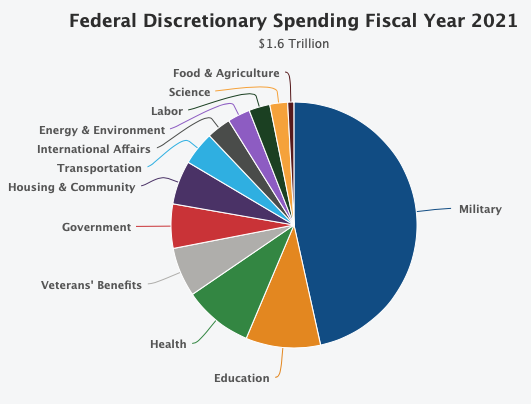 Federal Discretionary Spending Fiscal Year 2021
$1.6 Trillion
Food & Agriculture
Science
Labor
Energy & Environment
International Affairs
Transportation
Housing & Community
Military
Government
Veterans' Benefits
Health
Education